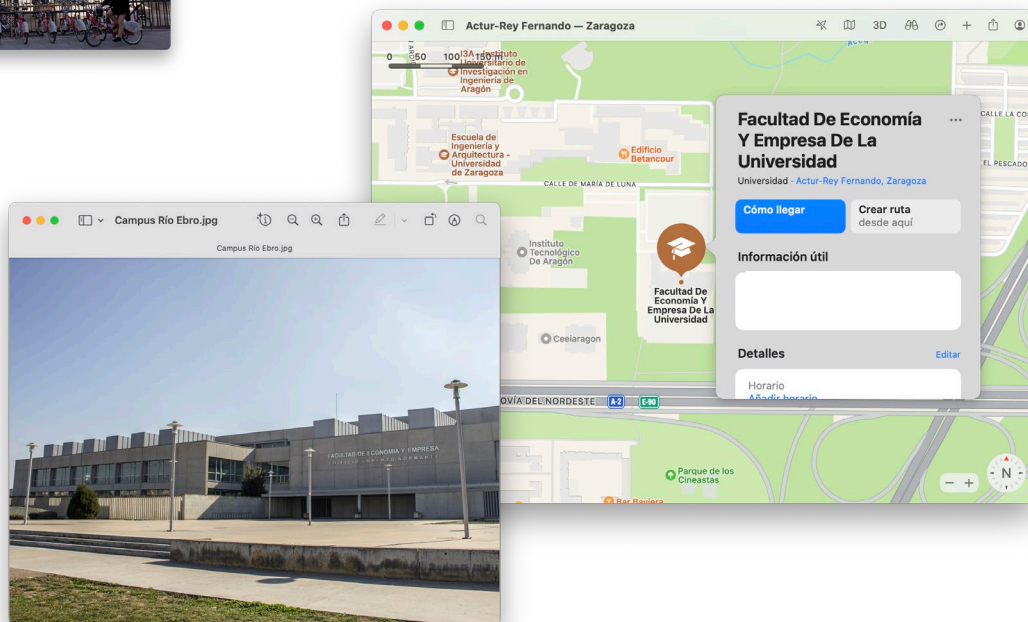 Actur-Rey Fernando — Zaragoza
3D
0
50
100
150 m
I3A - Instituto
Universitario de
Investigación en
Ingeniería de
Aragón
Escuela de
Ingeniería y
Arquitectura -
Universidad
de Zaragoza
Edificio
Betancour
CALLE DE MARÍA DE LUNA
Instituto
Tecnológico
De Aragón
Facultad De
Economía Y
Empresa De La
Universidad
Ceeiaragon
OVÍA DEL NORDESTE
A-2
E-90
Parque de los
Cineastas
Bar Baviera
CALLE LA CO
EL PESCADO
N
Facultad De Economía
Y Empresa De La
Universidad
Universidad · Actur-Rey Fernando, Zaragoza
Cómo llegar
Crear ruta
desde aquí
Información útil
Detalles
Editar
Horario
Añadir horario
Campus Río Ebro.jpg
Campus Río Ebro.jpg
FACULTAD DE ECONOMÍA Y EMPRESA
EDIFICIO LORENZO NORMANTE